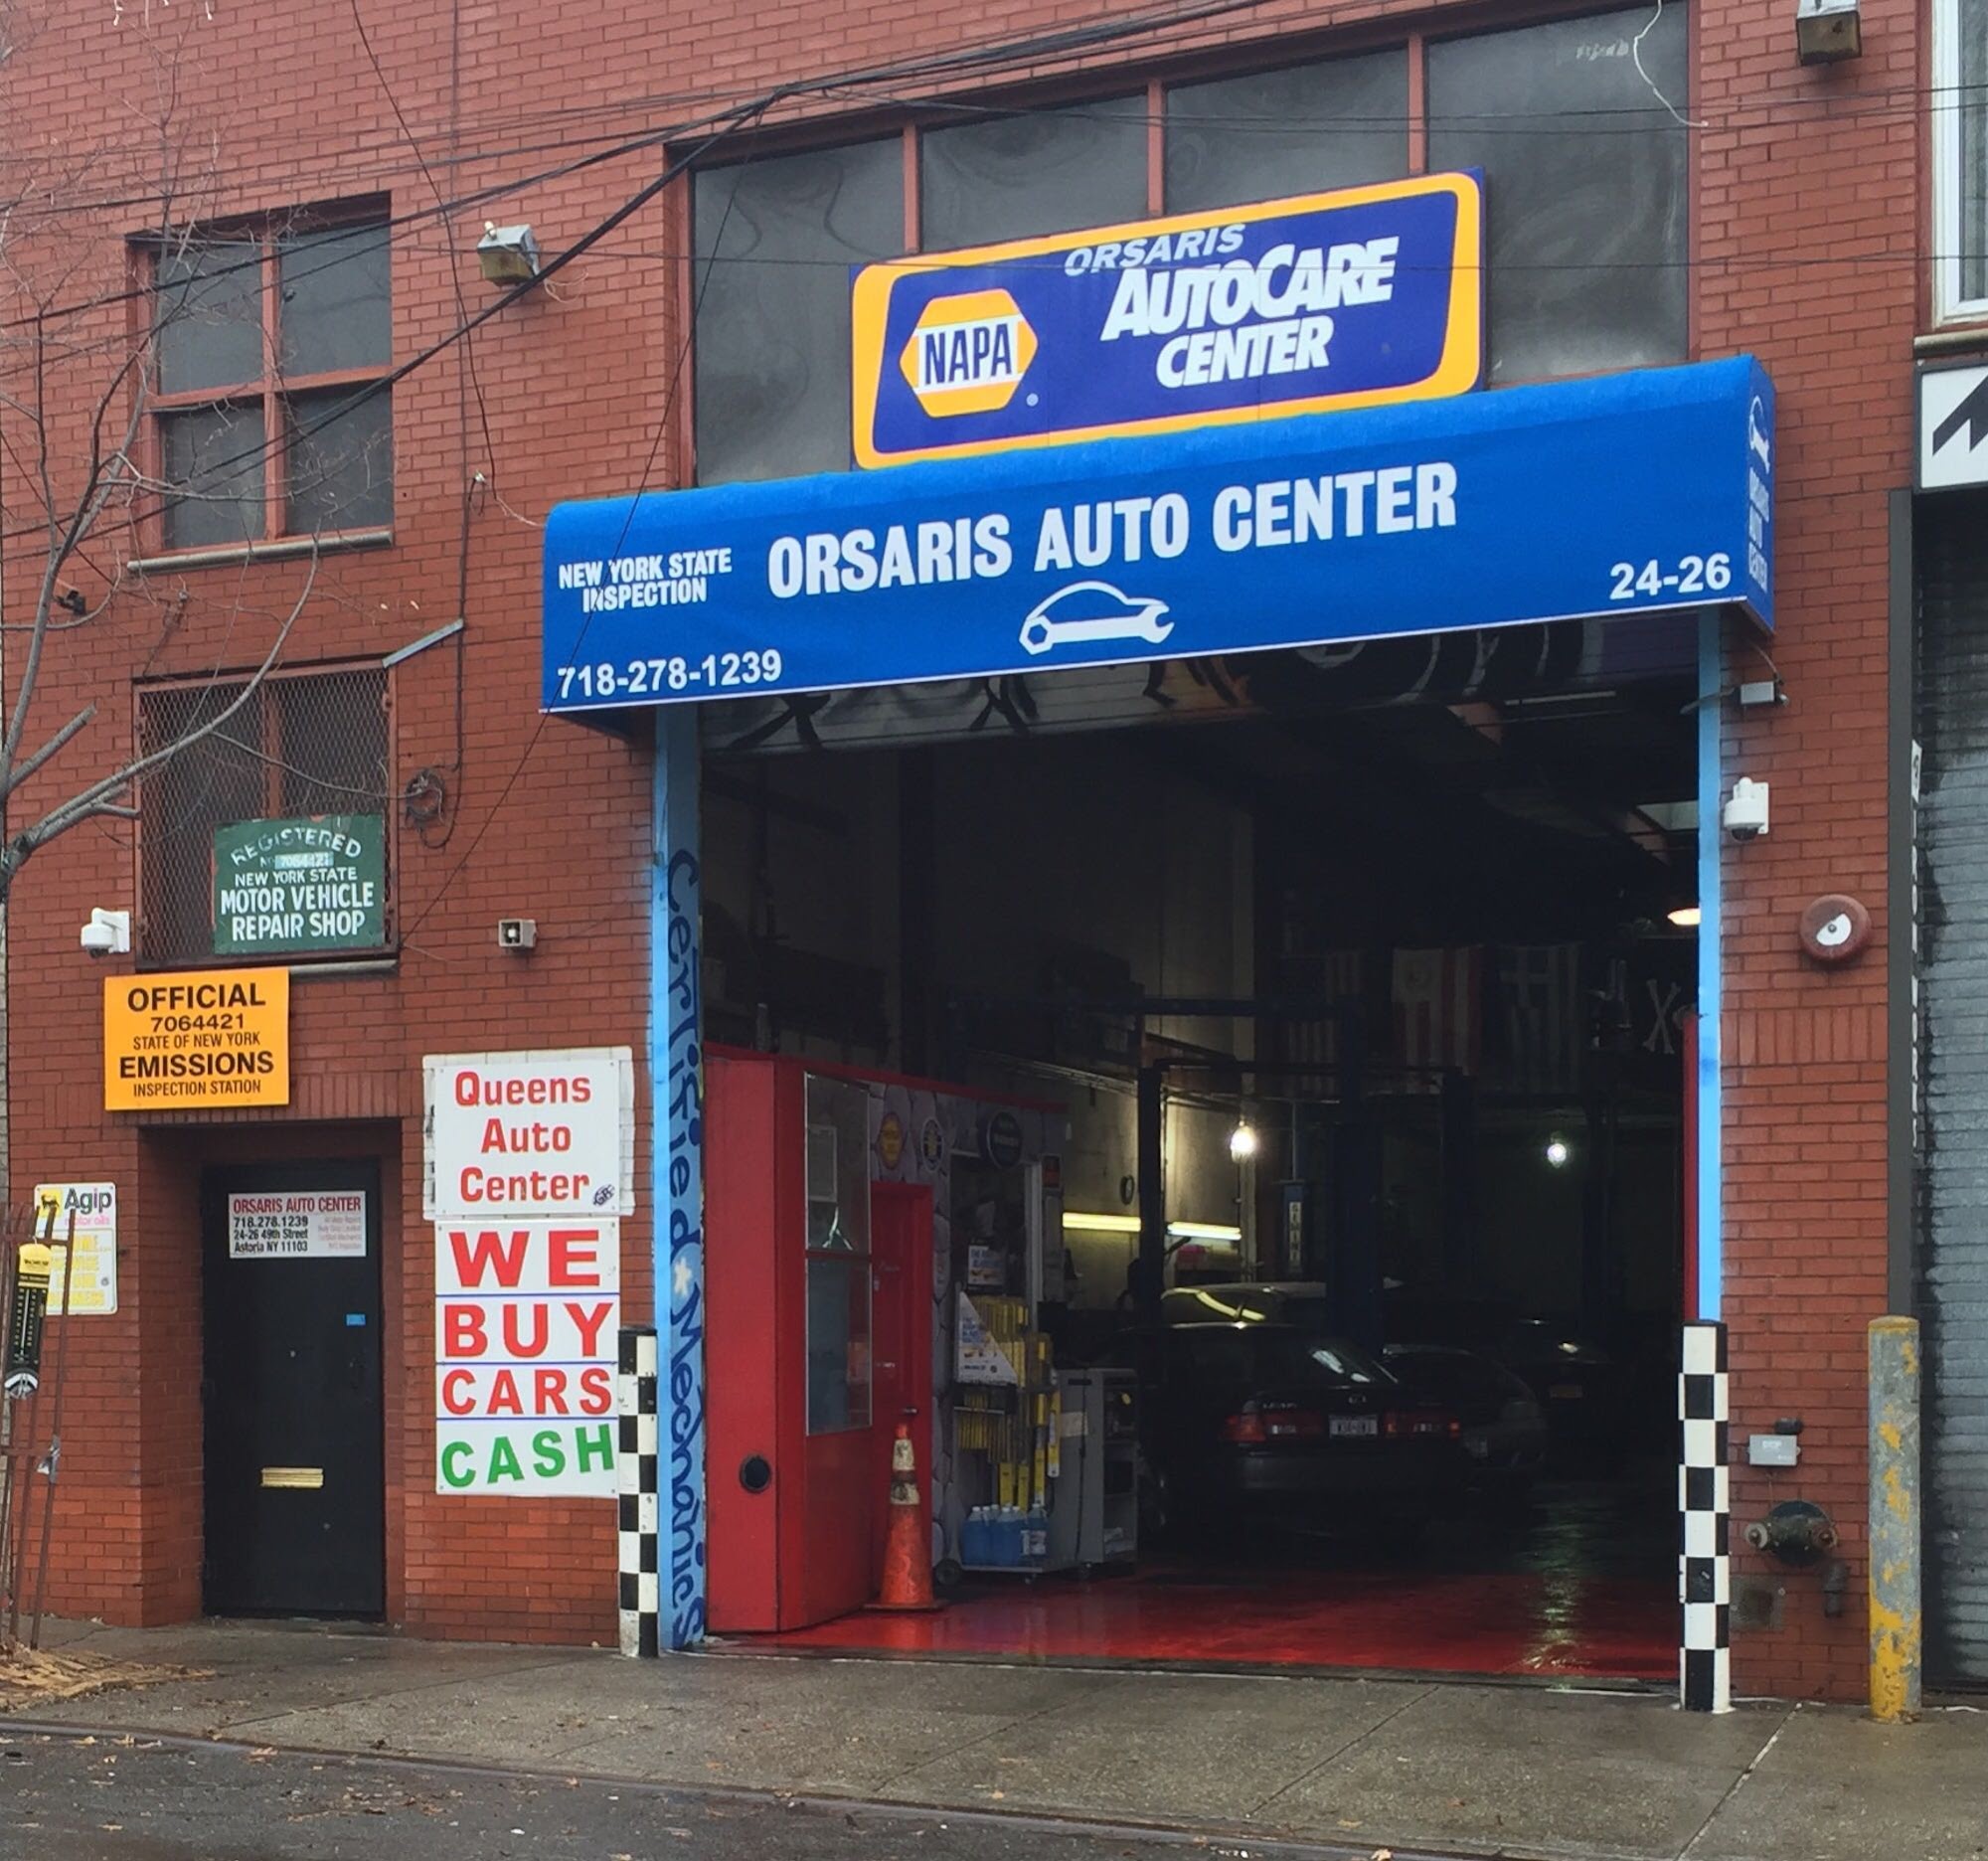 ORSARIS
AUTOCARE
CENTER
NAPA
ORSARIS AUTO CENTER
NEW YORK STATE
INSPECTION
718-278-1239
24-26
REGISTERED
7064421
NEW YORK STATE
MOTOR VEHICLE
REPAIR SHOP
OFFICIAL
7064421
STATE OF NEW YORK
EMISSIONS
INSPECTION STATION
Queens
Auto
Center
WE
BUY
CARS
CASH
Agip
motor oils
ORSARIS AUTO CENTER
718.278.1239
24-26 49th Street
Astoria NY 11103
Certified * Mechanics